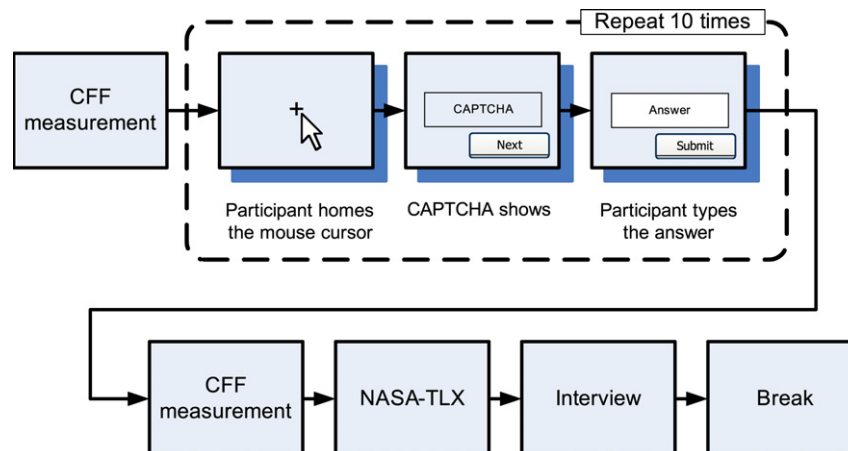 Repeat 10 times
CFF
measurement
CAPTCHA
Next
Answer
Submit
Participant homes
the mouse cursor
CAPTCHA shows
Participant types
the answer
CFF
measurement
NASA-TLX
Interview
Break